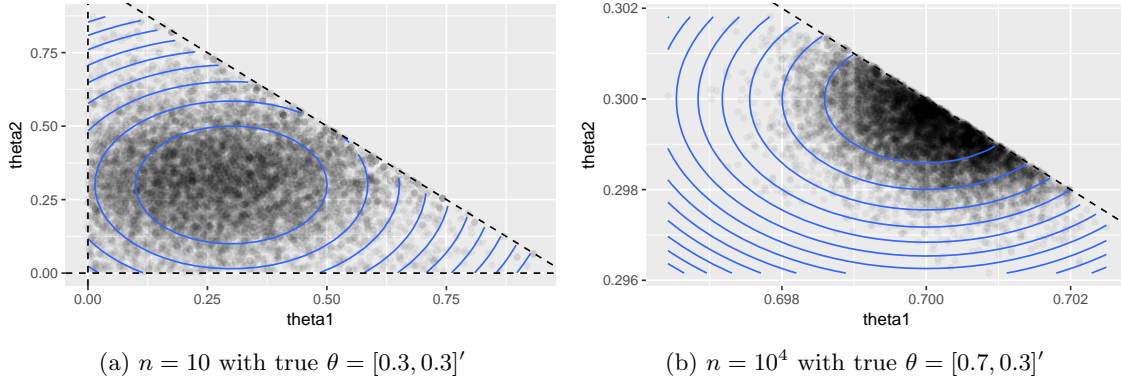 0.75
0.50
0.25
0.00
theta2
0.00
0.25
0.50
0.75
theta1
0.302
0.300
0.298
0.296
theta2
0.698
0.700
0.702
theta1
(a) n = 10 with true θ = [0.3, 0.3]′
(b) n = 10⁴ with true θ = [0.7, 0.3]′